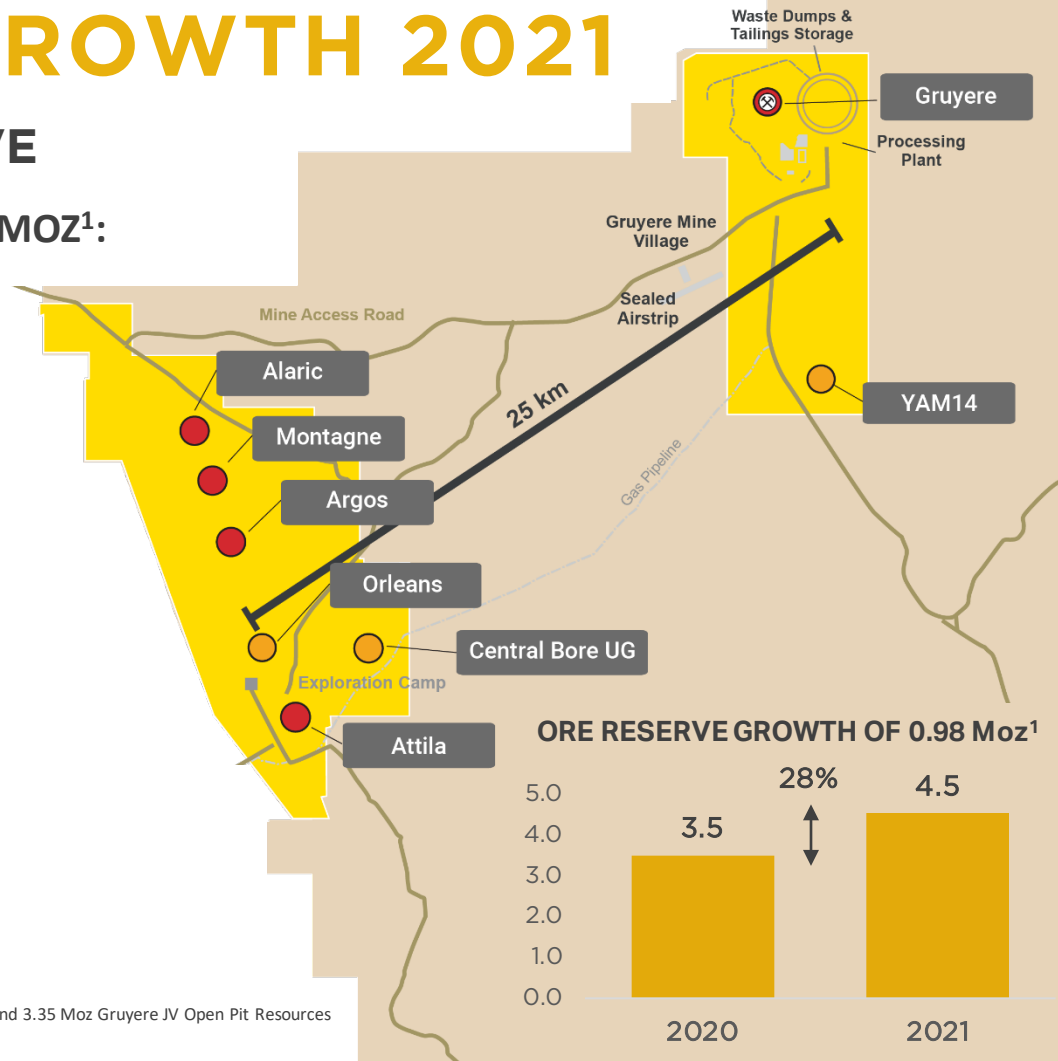 ROWTH 2021
VE
MOZ¹:
Waste Dumps &
Tailings Storage
Gruyere
Processing
Plant
Gruyere Mine
Village
Sealed
Airstrip
Mine Access Road
Alaric
25 km
YAM14
Montagne
Gas Pipeline
Argos
Orleans
Central Bore UG
Exploration Camp
Attila
ORE RESERVE GROWTH OF 0.98 Moz¹
28%
5.0
4.5
3.5
4.0
3.0
2.0
1.0
0.0
2020
2021
nd 3.35 Moz Gruyere JV Open Pit Resources